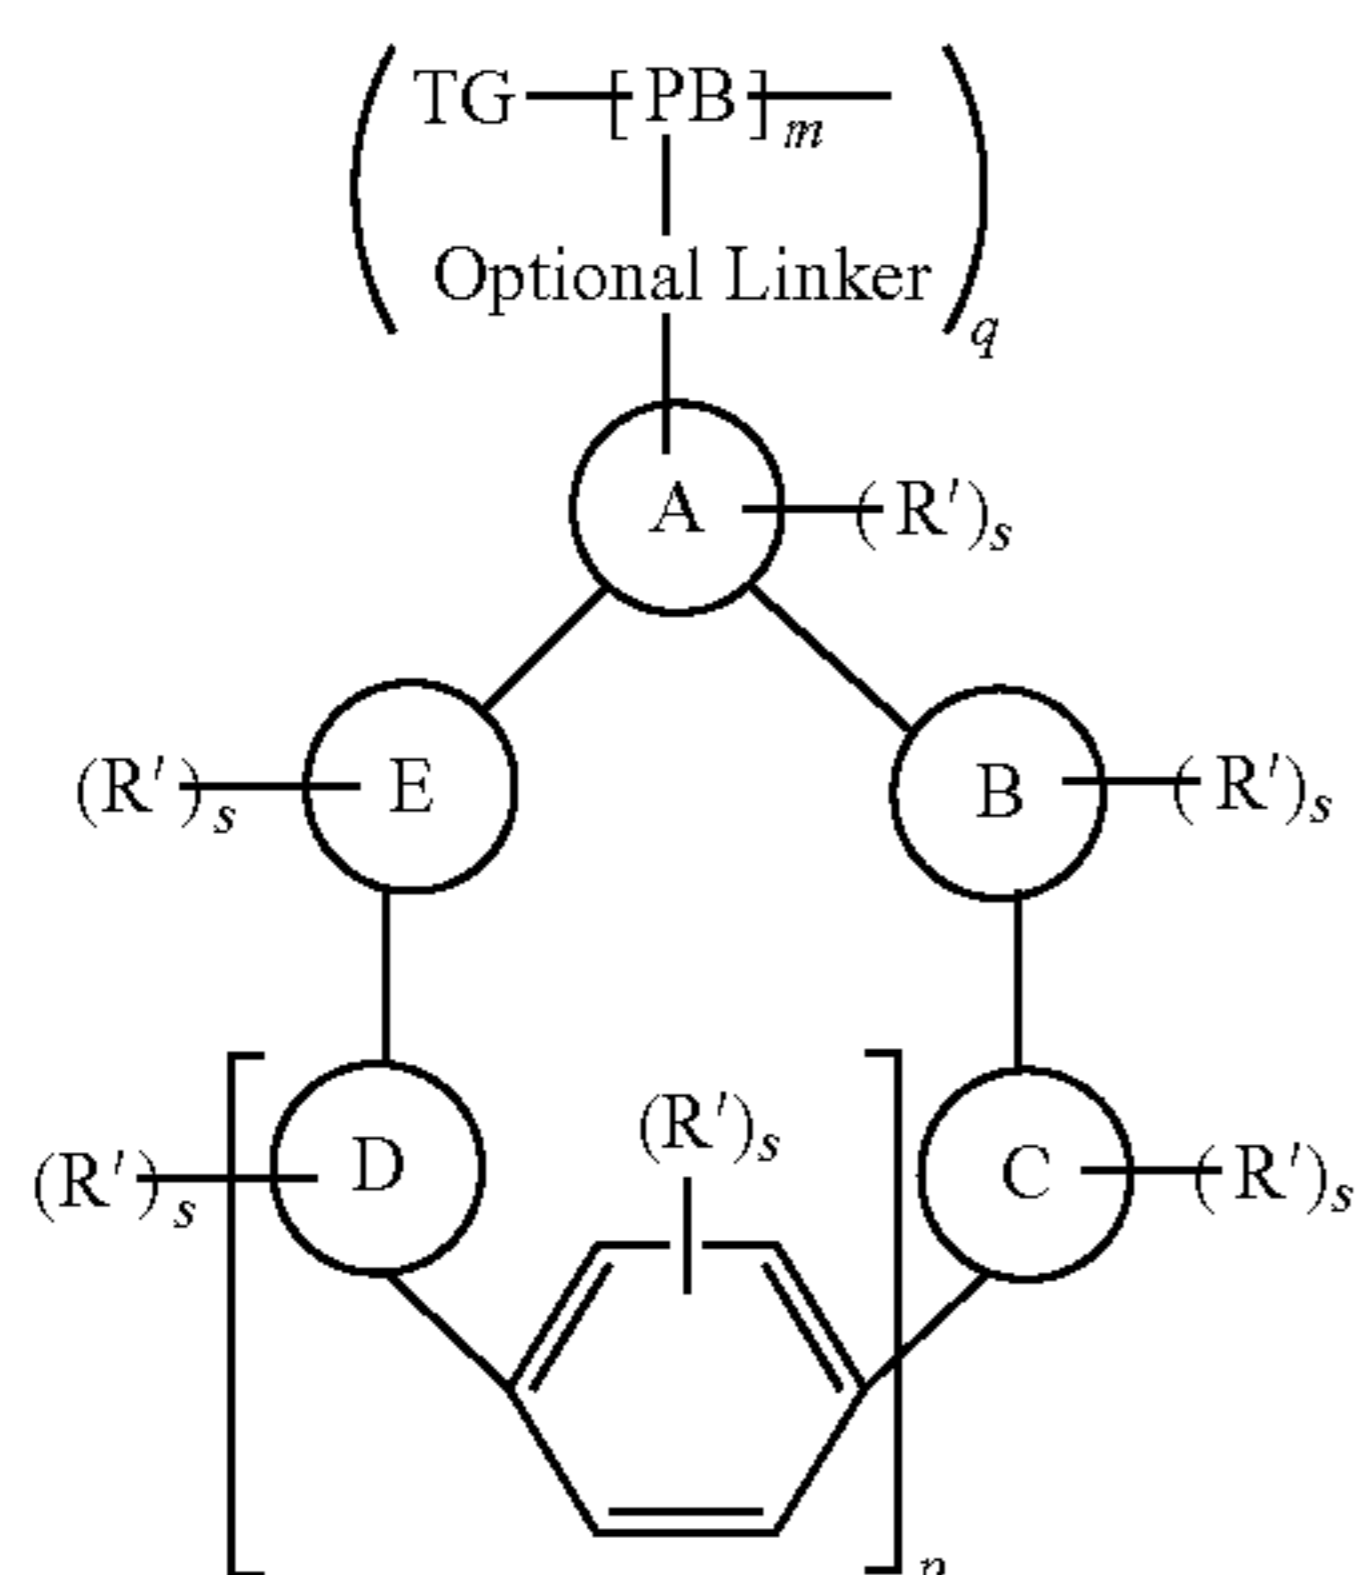 ( TG—[ PB ]m— )q
Optional Linker
A (R′)s
(R′)s E B (R′)s
(R′)s
(R′)s D C (R′)s